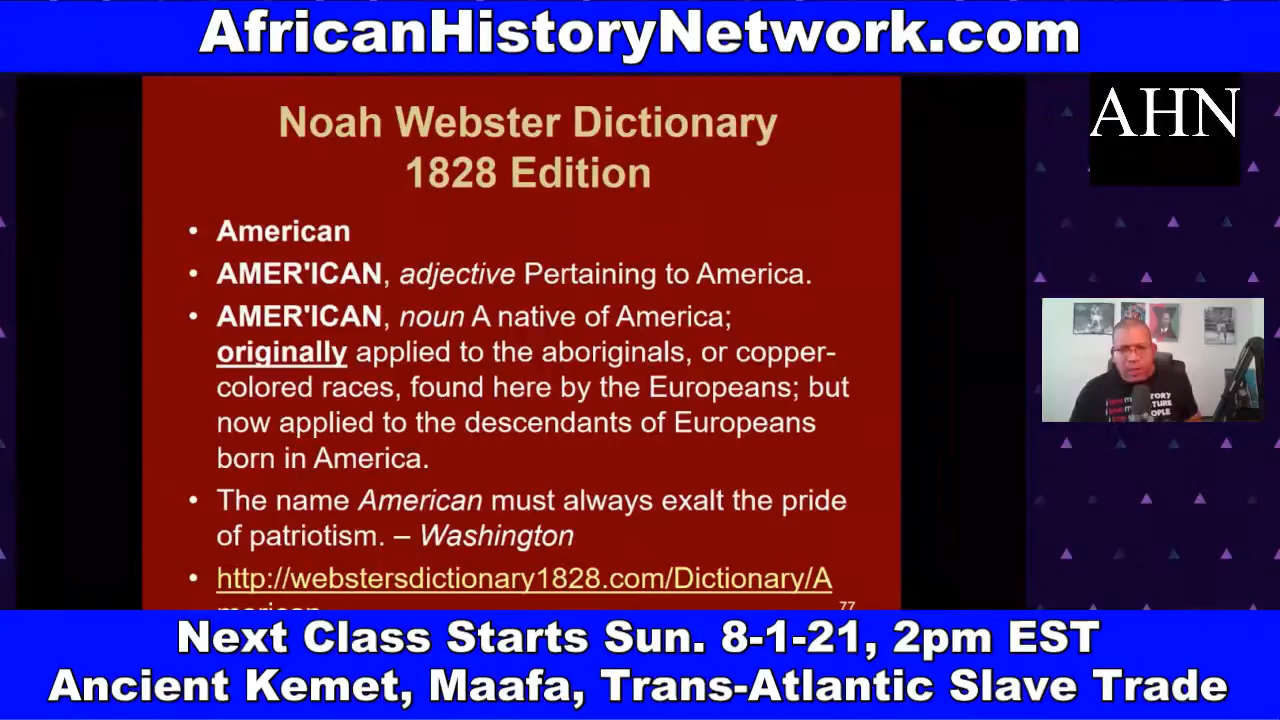 AfricanHistoryNetwork.com
AHN
Noah Webster Dictionary
1828 Edition
• American
• AMER'ICAN, adjective Pertaining to America.
• AMER'ICAN, noun A native of America;
originally applied to the aboriginals, or copper-
colored races, found here by the Europeans; but
now applied to the descendants of Europeans
born in America.
• The name American must always exalt the pride
of patriotism. – Washington
• http://webstersdictionary1828.com/Dictionary/A
merican
77
Next Class Starts Sun. 8-1-21, 2pm EST
Ancient Kemet, Maafa, Trans-Atlantic Slave Trade